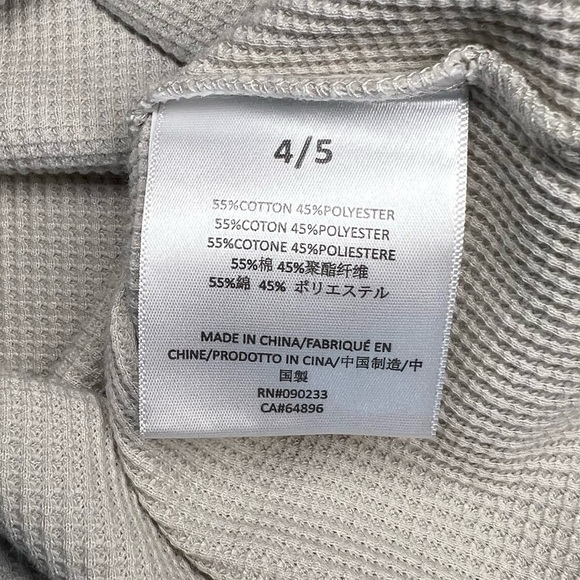 4/5
55%COTTON 45%POLYESTER
55%COTON 45%POLYESTER
55%COTONE 45%POLIESTERE
55%棉 45%聚酯纤维
55%綿 45% ポリエステル
MADE IN CHINA/FABRIQUÉ EN
CHINE/PRODOTTO IN CINA/中国制造/中
国製
RN#090233
CA#64896